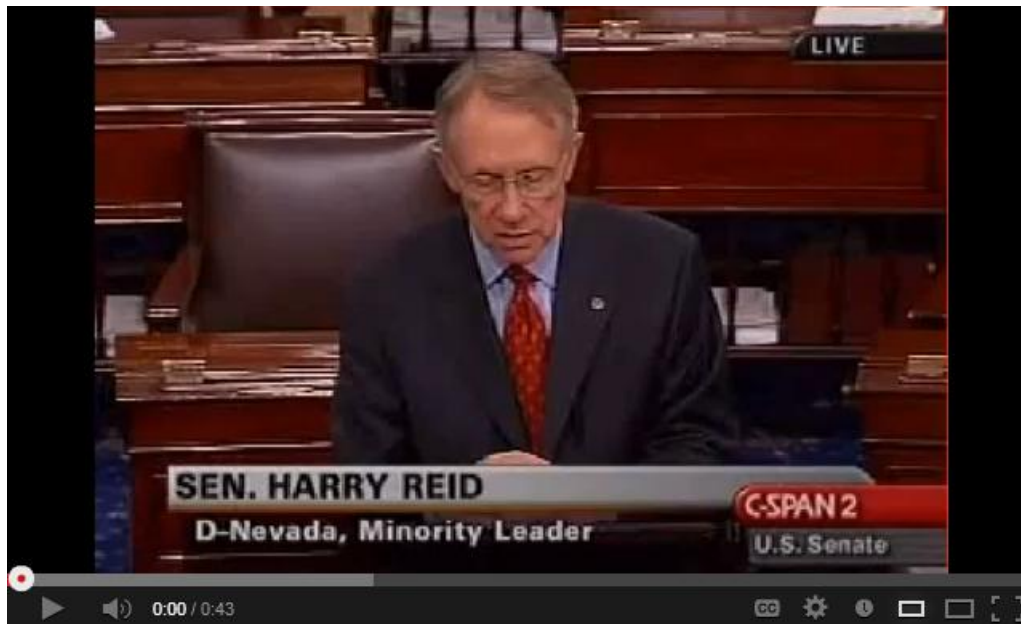 LIVE
SEN. HARRY REID
D–Nevada, Minority Leader
C-SPAN 2
U.S. Senate
0:00 / 0:43
CC